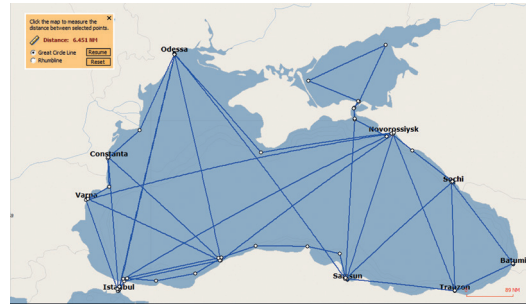 Click the map to measure the
distance between selected points.
Distance: 6.451 NM
Great Circle Line
Resume
Rhumbline
Reset
Odessa
Novorossiysk
Constanta
Sochi
Varna
Batumi
Istanbul
Samsun
Trabzon
89 NM